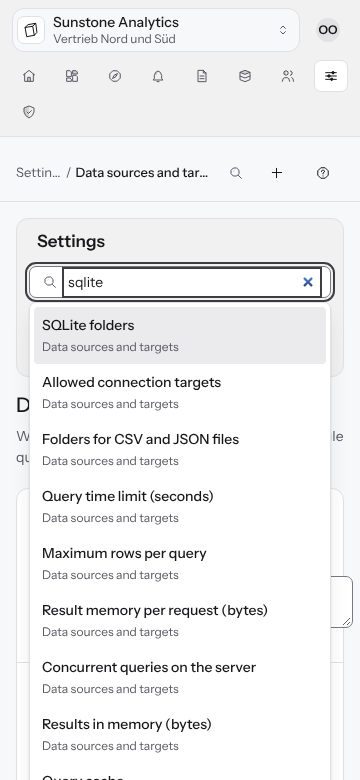 Sunstone Analytics
Vertrieb Nord und Süd
OO
Settin... / Data sources and tar...
Settings
sqlite
SQLite folders
Data sources and targets
Allowed connection targets
Data sources and targets
Folders for CSV and JSON files
Data sources and targets
Query time limit (seconds)
Data sources and targets
Maximum rows per query
Data sources and targets
Result memory per request (bytes)
Data sources and targets
Concurrent queries on the server
Data sources and targets
Results in memory (bytes)
Data sources and targets